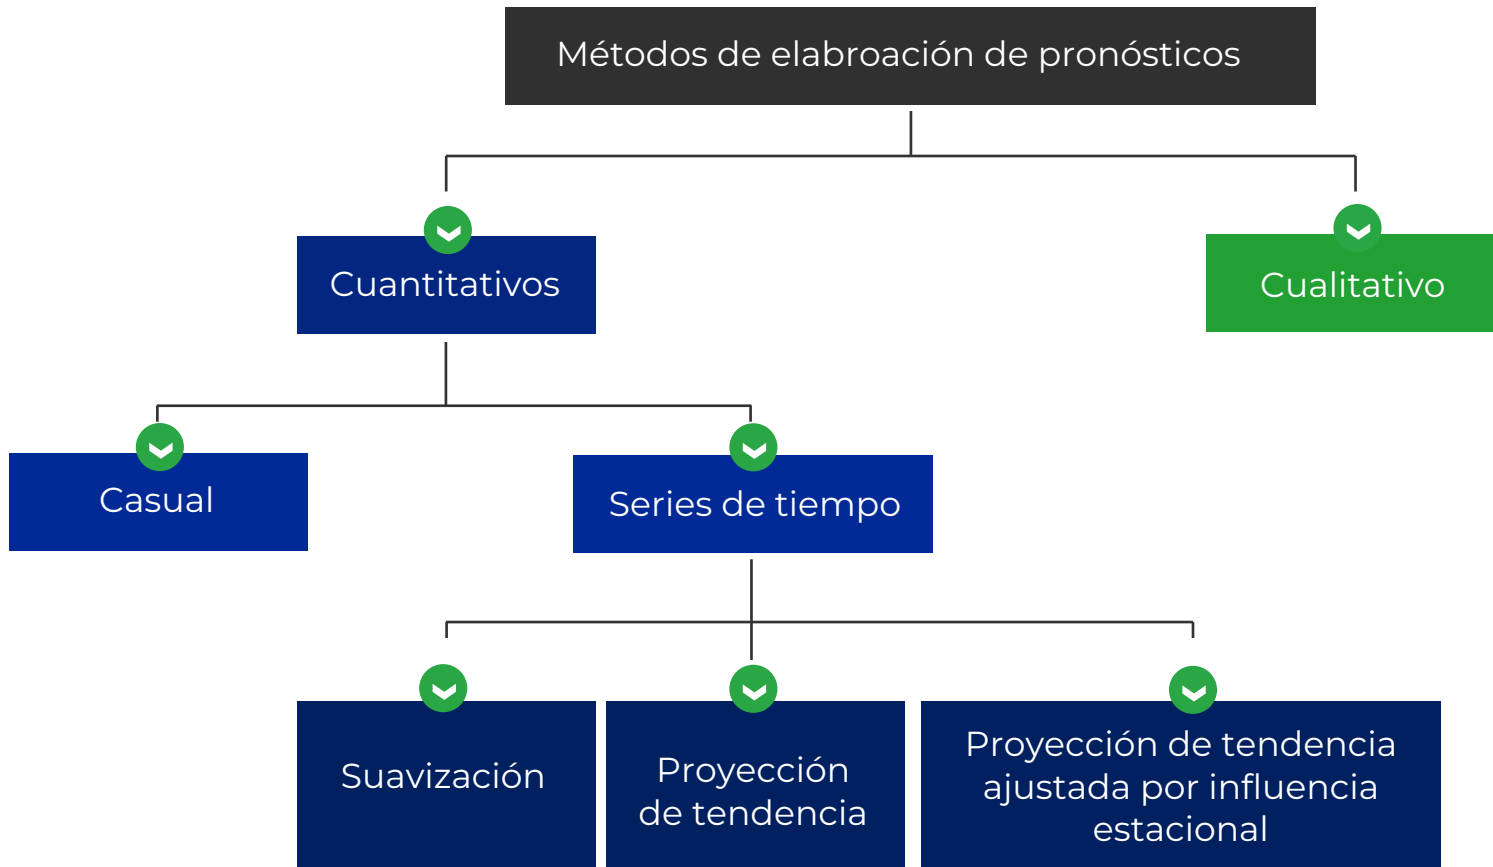 Métodos de elabroación de pronósticos
Cuantitativos
Cualitativo
Casual
Series de tiempo
Suavización
Proyección
de tendencia
Proyección de tendencia
ajustada por influencia
estacional